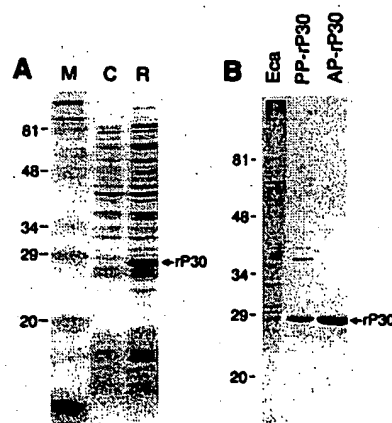 A M C R
81-
48-
34-
29-
←rP30
20-
B Eca PP-rP30 AP-rP30
81-
48-
34-
29-
←rP30
20-